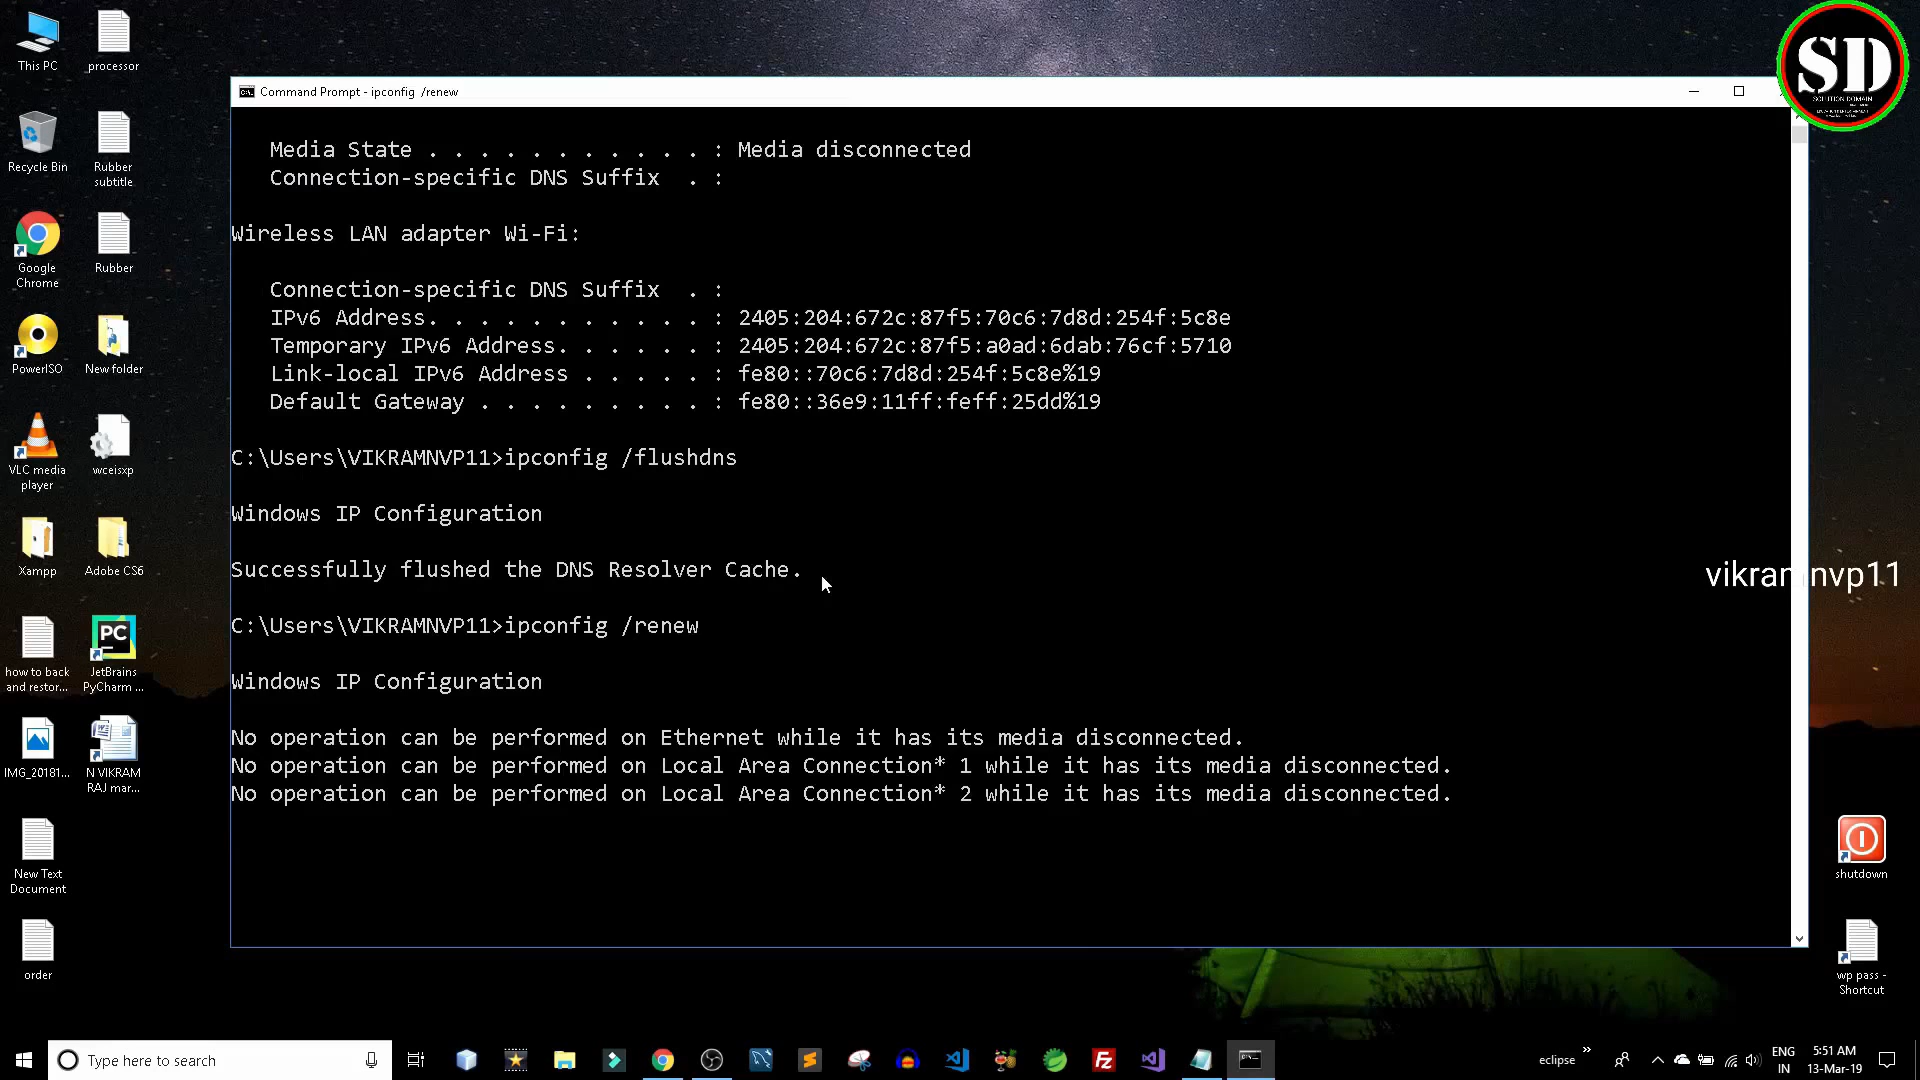 This PC
processor
Recycle Bin
Rubber
subtitle
Google
Chrome
Rubber
PowerISO
New folder
VLC media
player
wceisxp
Xampp
Adobe CS6
how to back
and restor...
PC
JetBrains
PyCharm ...
IMG_20181...
N VIKRAM
RAJ mar...
New Text
Document
order
Command Prompt - ipconfig /renew
Media State . . . . . . . . . . . : Media disconnected
Connection-specific DNS Suffix  . :
Wireless LAN adapter Wi-Fi:
Connection-specific DNS Suffix  . :
IPv6 Address. . . . . . . . . . . : 2405:204:672c:87f5:70c6:7d8d:254f:5c8e
Temporary IPv6 Address. . . . . . : 2405:204:672c:87f5:a0ad:6dab:76cf:5710
Link-local IPv6 Address . . . . . : fe80::70c6:7d8d:254f:5c8e%19
Default Gateway . . . . . . . . . : fe80::36e9:11ff:feff:25dd%19
C:\Users\VIKRAMNVP11>ipconfig /flushdns
Windows IP Configuration
Successfully flushed the DNS Resolver Cache.
C:\Users\VIKRAMNVP11>ipconfig /renew
Windows IP Configuration
No operation can be performed on Ethernet while it has its media disconnected.
No operation can be performed on Local Area Connection* 1 while it has its media disconnected.
No operation can be performed on Local Area Connection* 2 while it has its media disconnected.
SD
SOLUTION DOMAIN
vikramnvp11
shutdown
wp pass -
Shortcut
Type here to search
eclipse
ENG
IN
5:51 AM
13-Mar-19